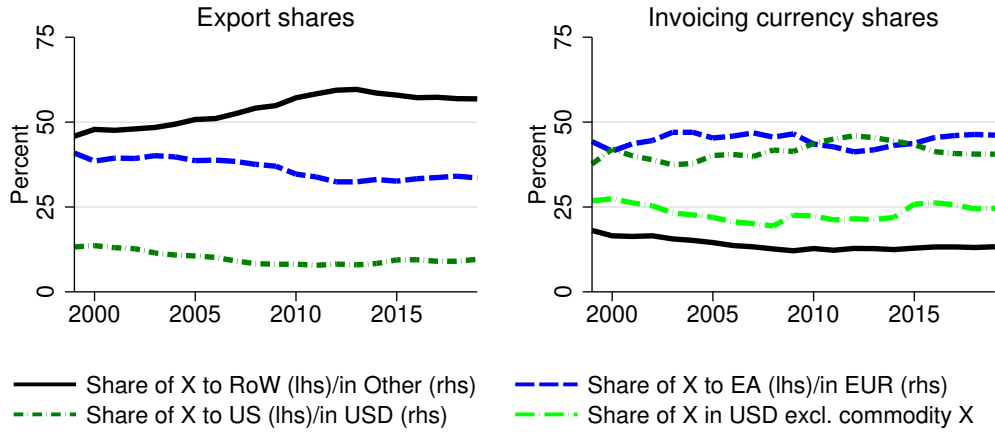 Export shares
Percent
0
25
50
75
2000
2005
2010
2015
Invoicing currency shares
Percent
0
25
50
75
2000
2005
2010
2015
Share of X to RoW (lhs)/in Other (rhs)
Share of X to EA (lhs)/in EUR (rhs)
Share of X to US (lhs)/in USD (rhs)
Share of X in USD excl. commodity X